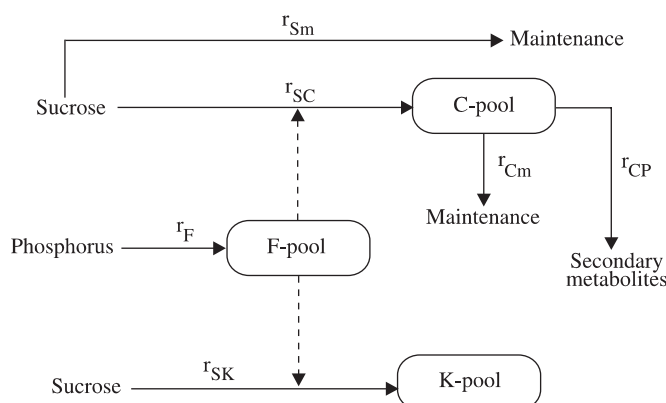 r_Sm
Maintenance
Sucrose
r_SC
C-pool
r_Cm
r_CP
Maintenance
Phosphorus
r_F
F-pool
Secondary
metabolites
Sucrose
r_SK
K-pool